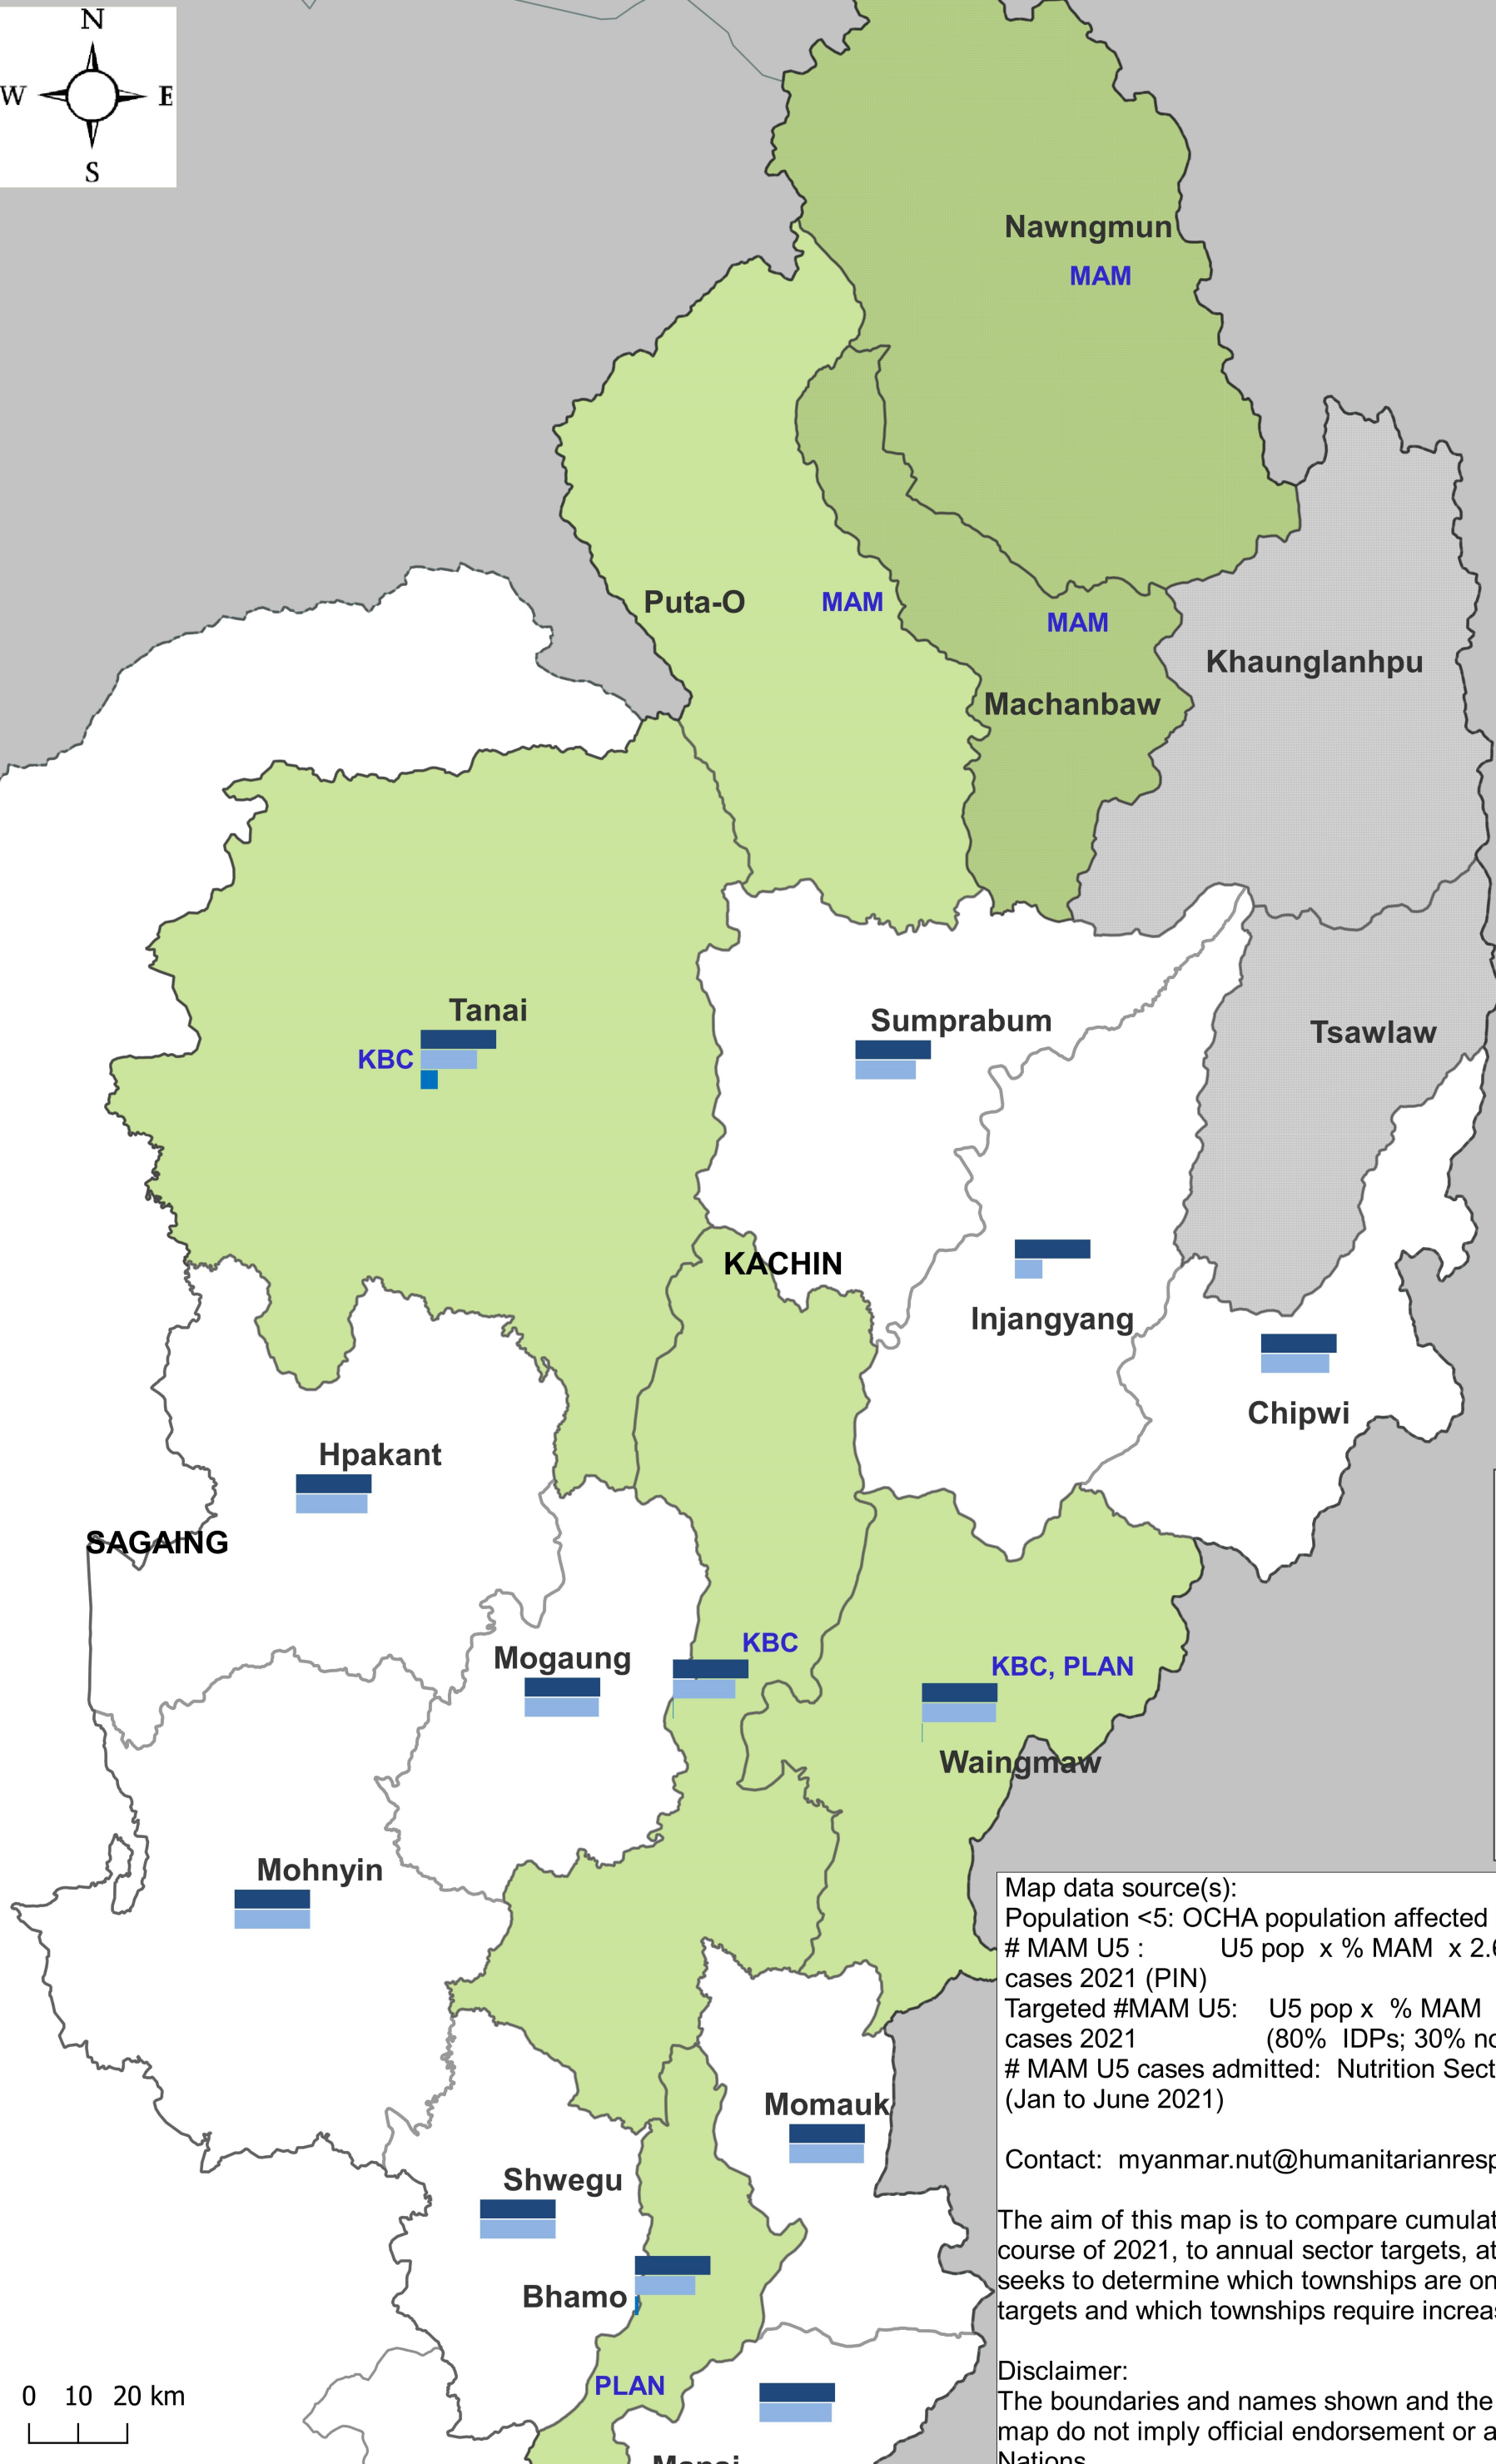 N
W E
S
Nawngmun
MAM
Puta-O
MAM
MAM
Khaunglanhpu
Machanbaw
Tanai
KBC
Sumprabum
Tsawlaw
KACHIN
Injangyang
Chipwi
Hpakant
SAGAING
KBC
Mogaung
KBC, PLAN
Waingmaw
Mohnyin
Map data source(s):
Population <5: OCHA population affected
# MAM U5 : U5 pop x % MAM x 2.6
cases 2021 (PIN)
Targeted #MAM U5: U5 pop x % MAM
cases 2021 (80% IDPs; 30% no
# MAM U5 cases admitted: Nutrition Sect
(Jan to June 2021)
Momauk
Contact: myanmar.nut@humanitarianresp
Shwegu
The aim of this map is to compare cumulat
course of 2021, to annual sector targets, at
seeks to determine which townships are on
Bhamo
targets and which townships require increas
Disclaimer:
PLAN
0 10 20 km
The boundaries and names shown and the
map do not imply official endorsement or a
Nations